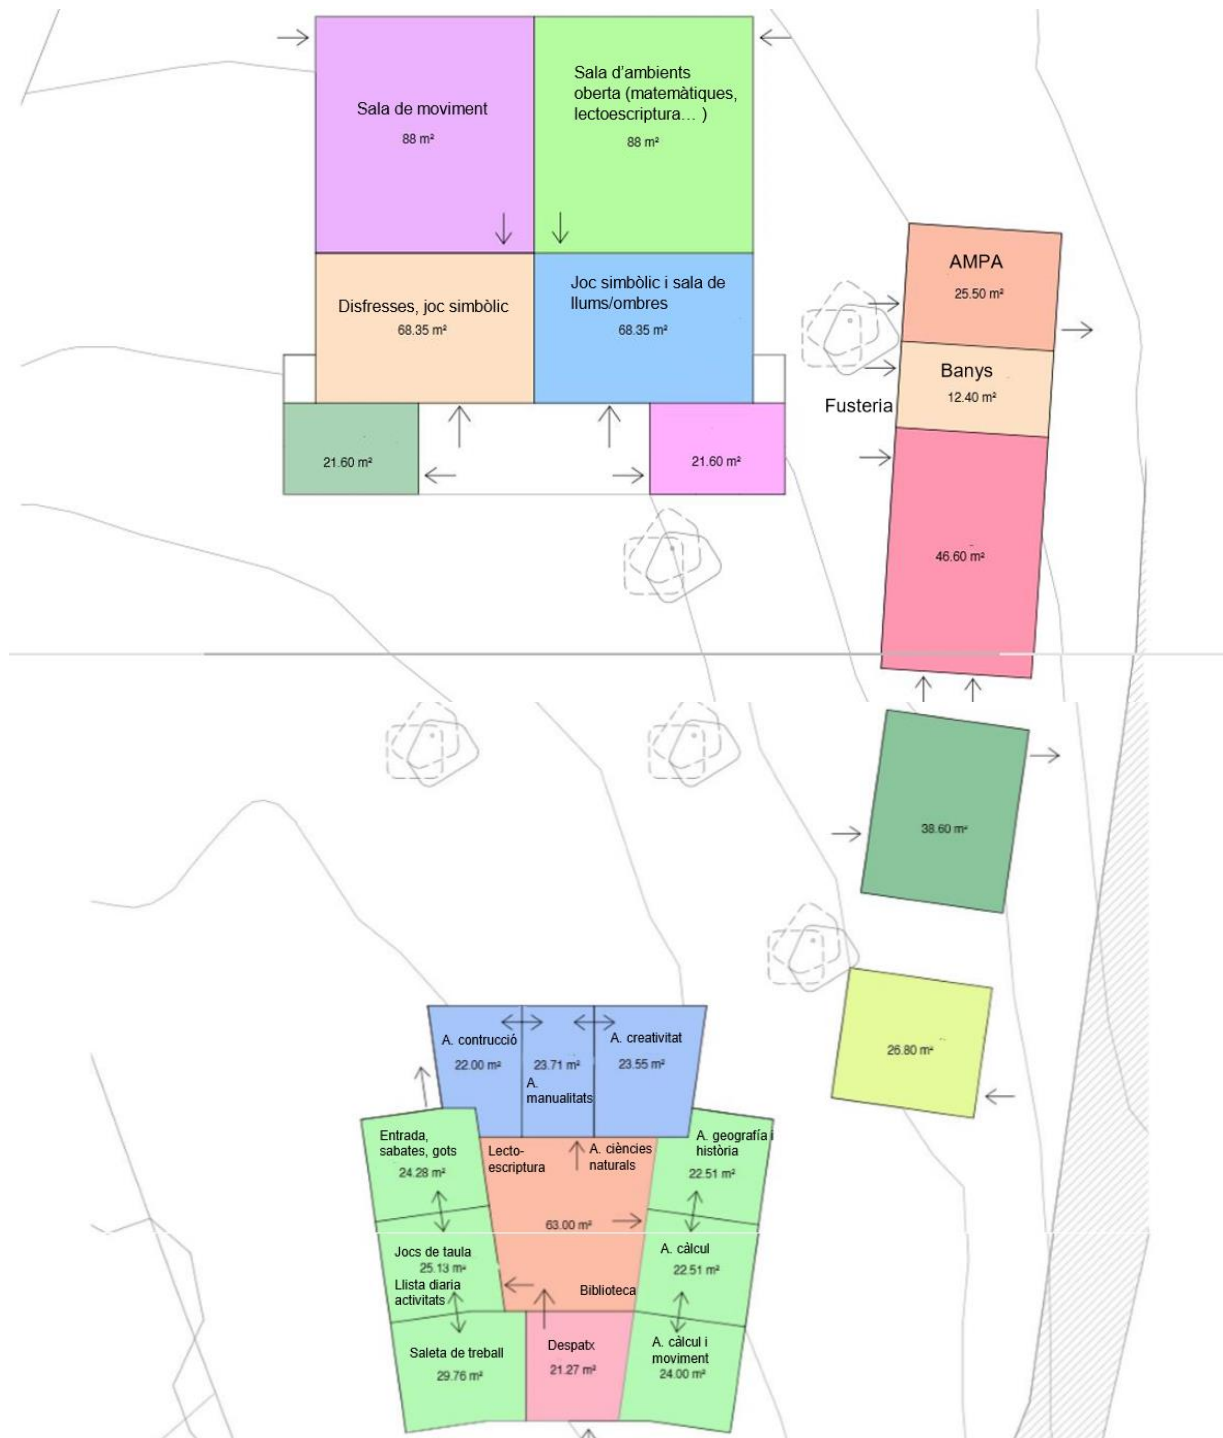 Sala de moviment
88 m²
Sala d'ambients
oberta (matemàtiques,
lectoescriptura... )
88 m²
Disfresses, joc simbòlic
68.35 m²
Joc simbòlic i sala de
llums/ombres
68.35 m²
21.60 m²
21.60 m²
AMPA
25.50 m²
Banys
12.40 m²
Fusteria
46.60 m²
38.60 m²
26.80 m²
A. contrucció
22.00 m²
23.71 m²
A.
manualitats
A. creativitat
23.55 m²
Entrada,
sabates, gots
24.28 m²
Lecto-
escriptura
A. ciències
naturals
A. geografía i
història
22.51 m²
63.00 m²
Jocs de taula
25.13 m²
Llista diaria
activitats
A. càlcul
22.51 m²
Biblioteca
Saleta de treball
29.76 m²
Despatx
21.27 m²
A. càlcul i
moviment
24.00 m²